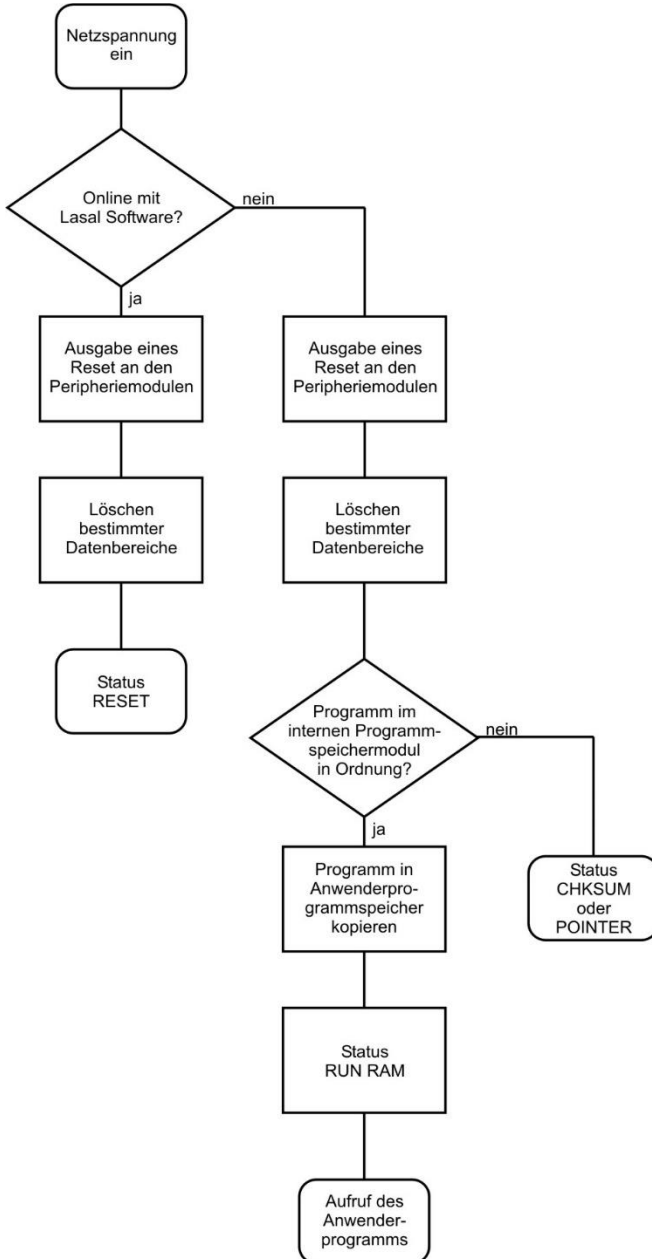 Netzspannung
ein
Online mit
Lasal Software?
nein
ja
Ausgabe eines
Reset an den
Peripheriemodulen
Löschen
bestimmter
Datenbereiche
Status
RESET
Ausgabe eines
Reset an den
Peripheriemodulen
Löschen
bestimmter
Datenbereiche
Programm im
internen Programm-
speichermodul
in Ordnung?
nein
ja
Programm in
Anwenderpro-
grammspeicher
kopieren
Status
CHKSUM
oder
POINTER
Status
RUN RAM
Aufruf des
Anwender-
programms